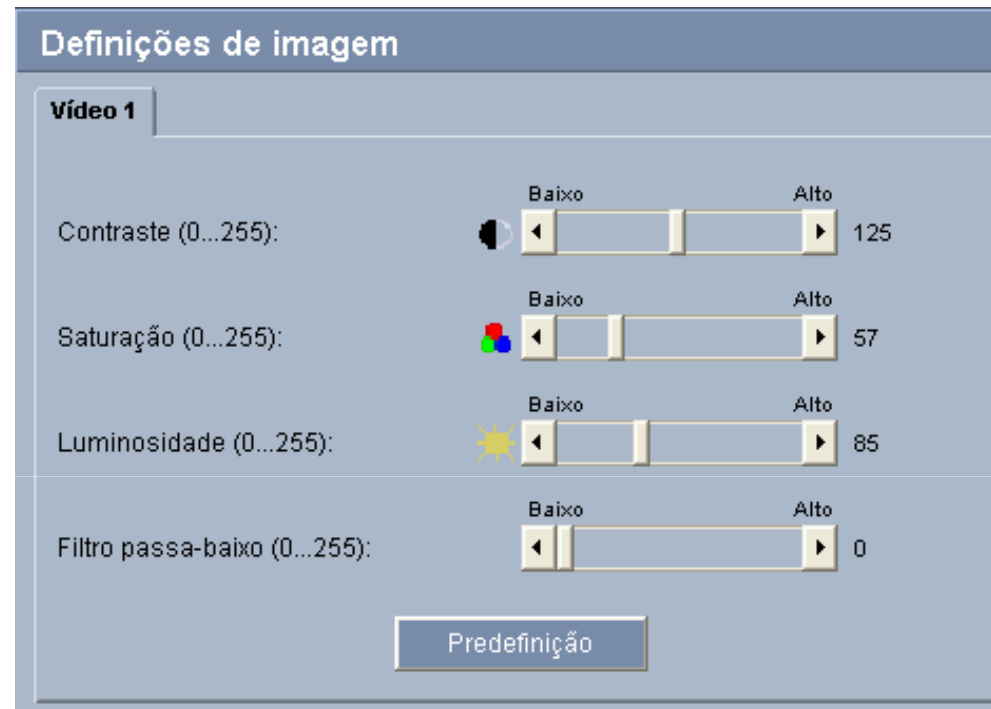 Definições de imagem
Vídeo 1
Baixo Alto
Contraste (0...255): 125
Baixo Alto
Saturação (0...255): 57
Baixo Alto
Luminosidade (0...255): 85
Baixo Alto
Filtro passa-baixo (0...255): 0
Predefinição